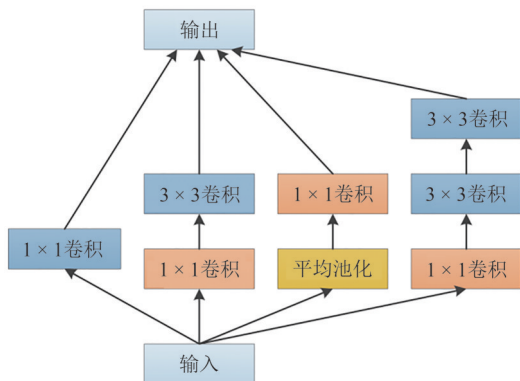 输出
3 × 3卷积
3 × 3卷积
1 × 1卷积
3 × 3卷积
1 × 1卷积
1 × 1卷积
平均池化
1 × 1卷积
输入